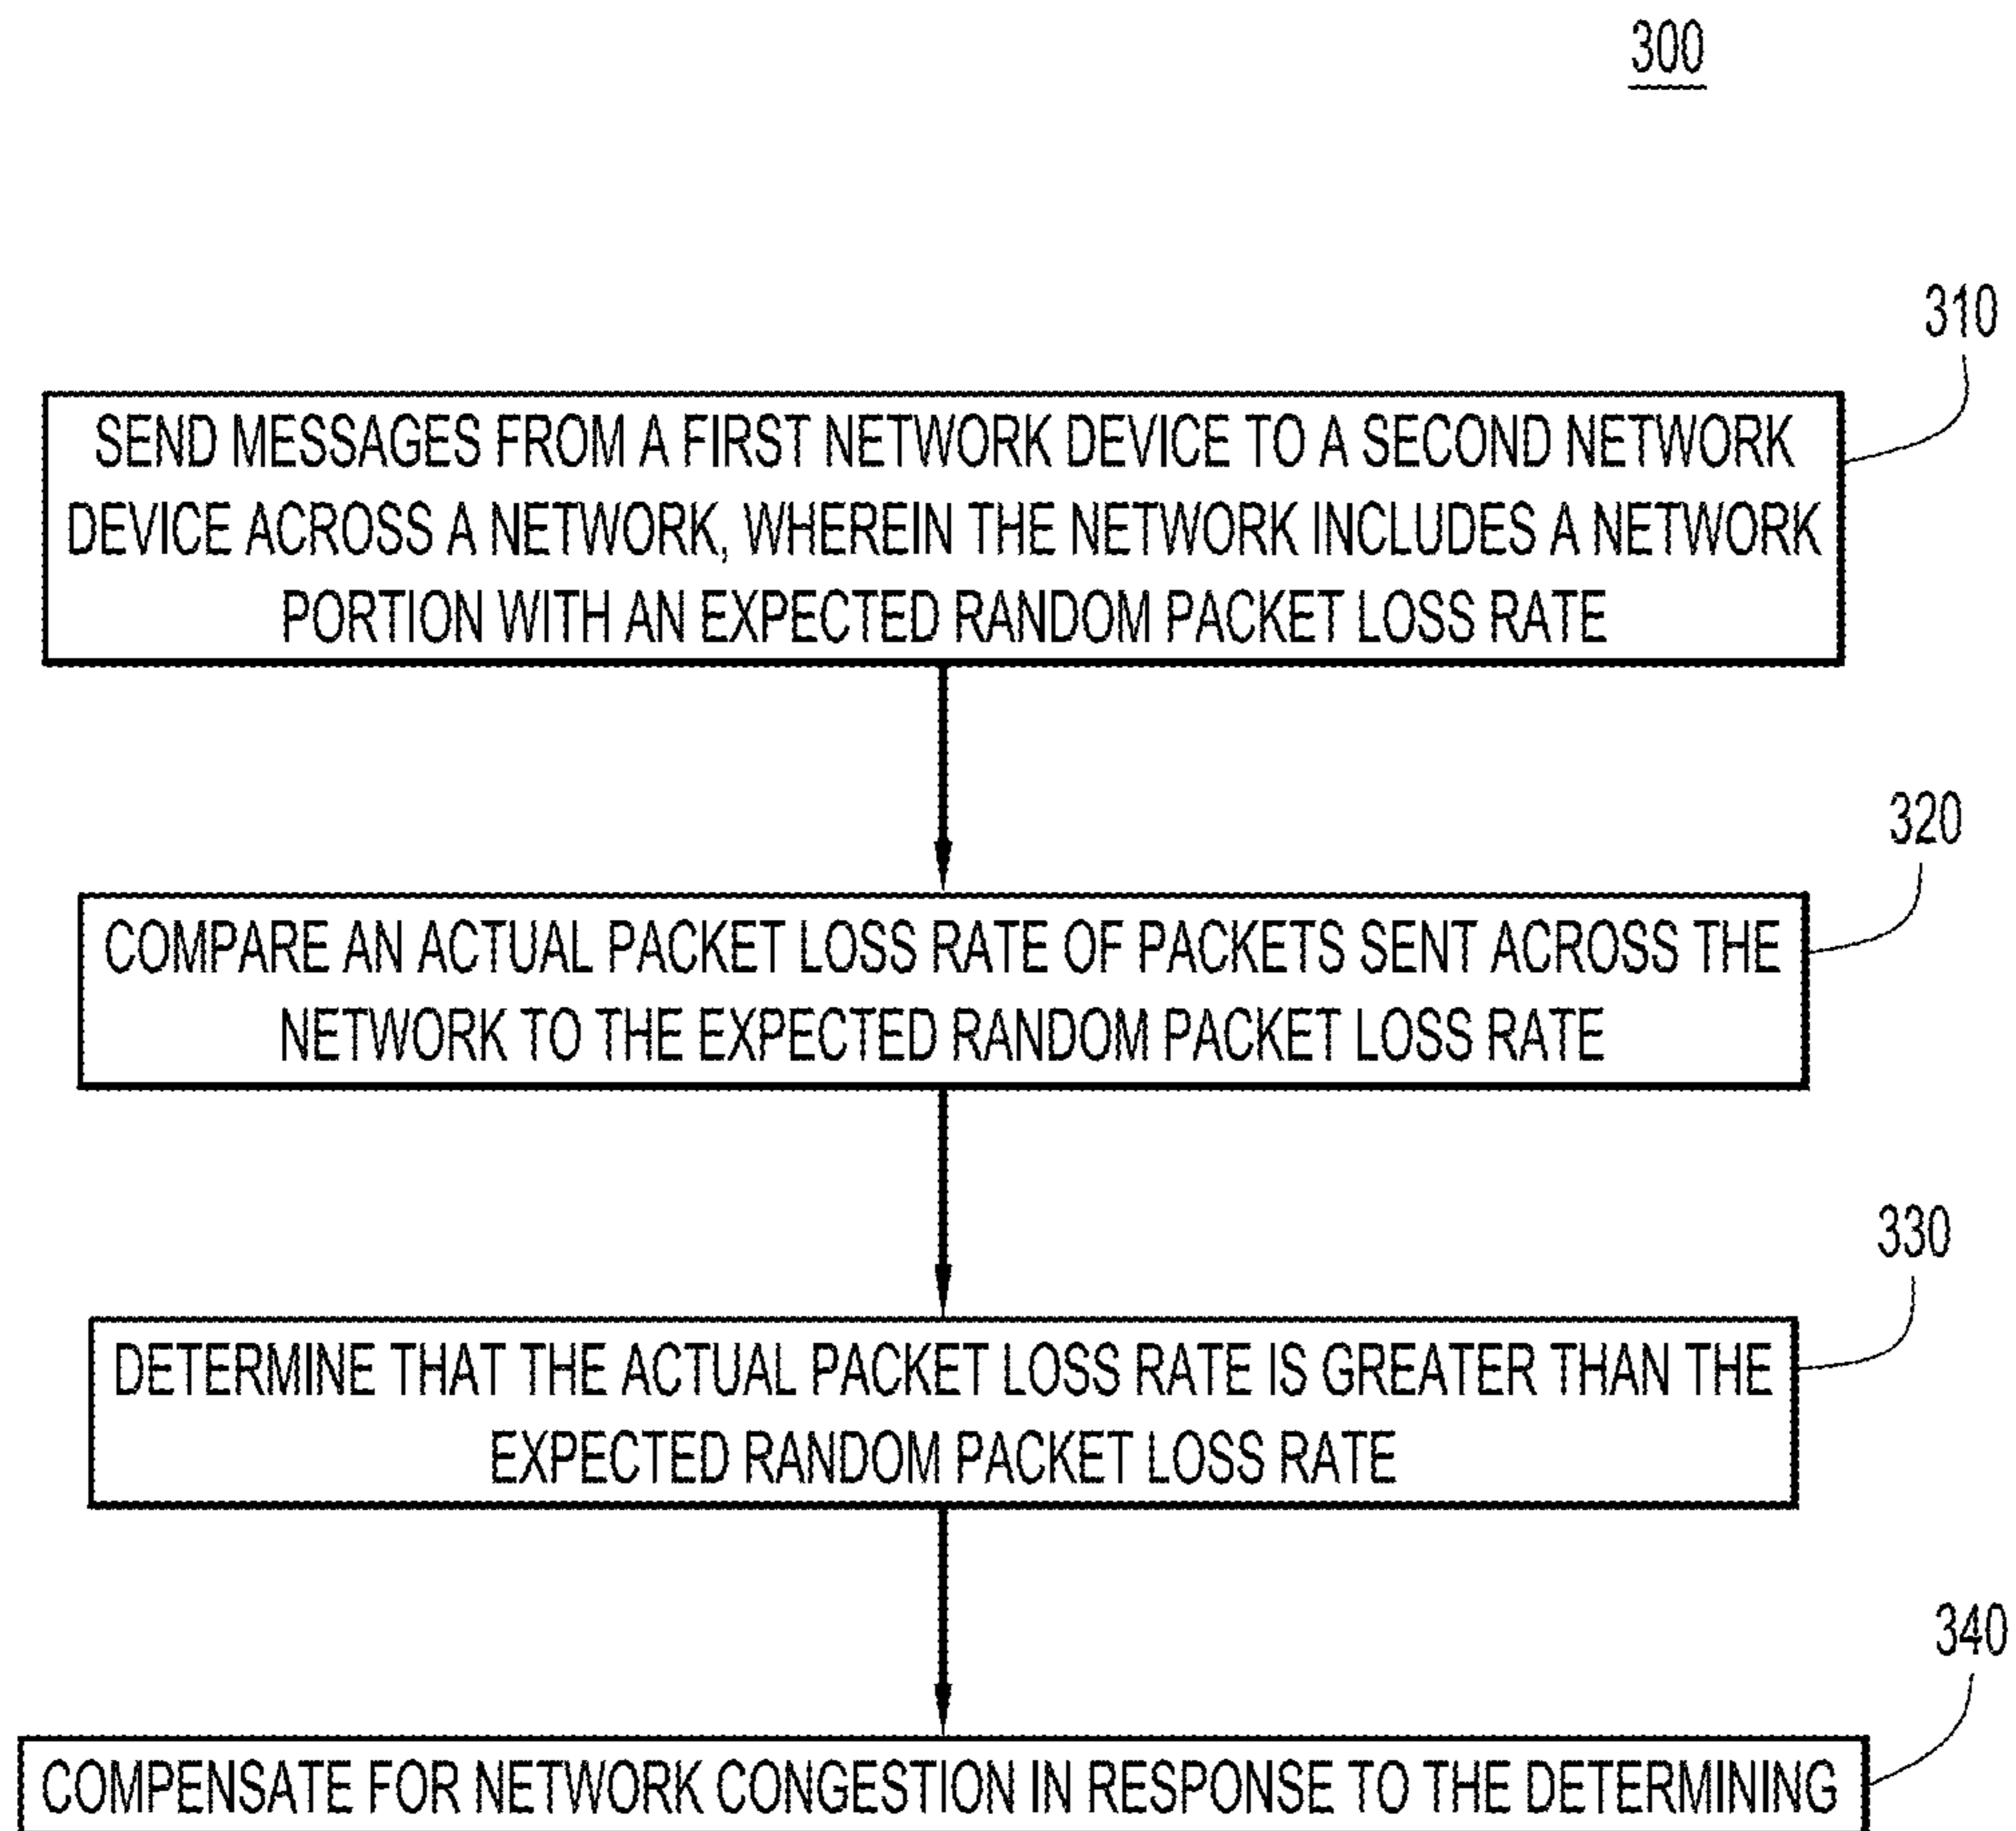 300
310
SEND MESSAGES FROM A FIRST NETWORK DEVICE TO A SECOND NETWORK
DEVICE ACROSS A NETWORK, WHEREIN THE NETWORK INCLUDES A NETWORK
PORTION WITH AN EXPECTED RANDOM PACKET LOSS RATE
320
COMPARE AN ACTUAL PACKET LOSS RATE OF PACKETS SENT ACROSS THE
NETWORK TO THE EXPECTED RANDOM PACKET LOSS RATE
330
DETERMINE THAT THE ACTUAL PACKET LOSS RATE IS GREATER THAN THE
EXPECTED RANDOM PACKET LOSS RATE
340
COMPENSATE FOR NETWORK CONGESTION IN RESPONSE TO THE DETERMINING